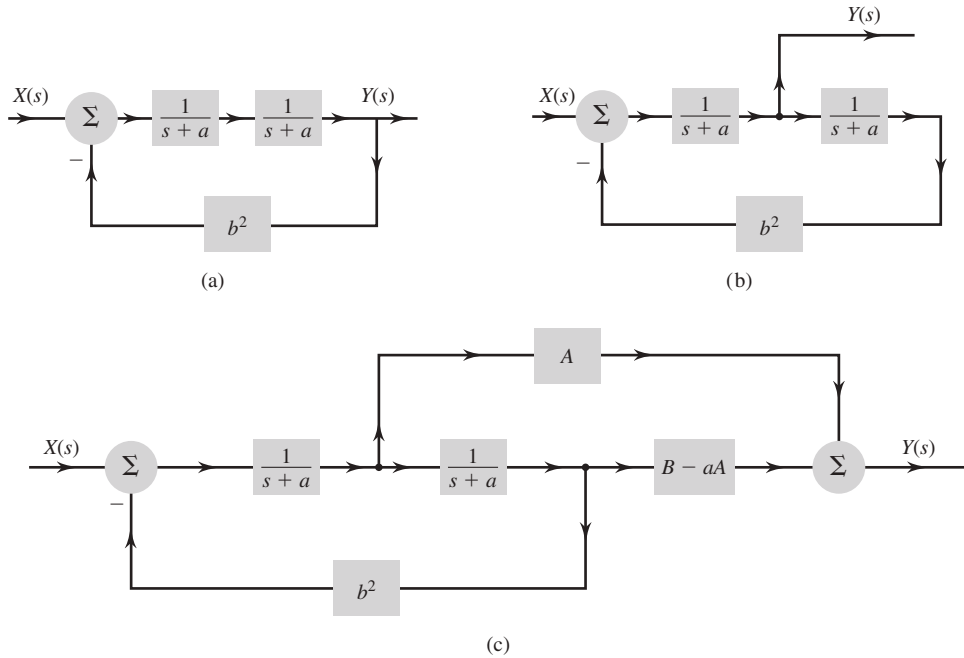 X(s)
Σ
−
1
s + a
1
s + a
Y(s)
b²
(a)
Y(s)
X(s)
Σ
−
1
s + a
1
s + a
b²
(b)
A
X(s)
Σ
−
1
s + a
1
s + a
B − aA
Σ
Y(s)
b²
(c)